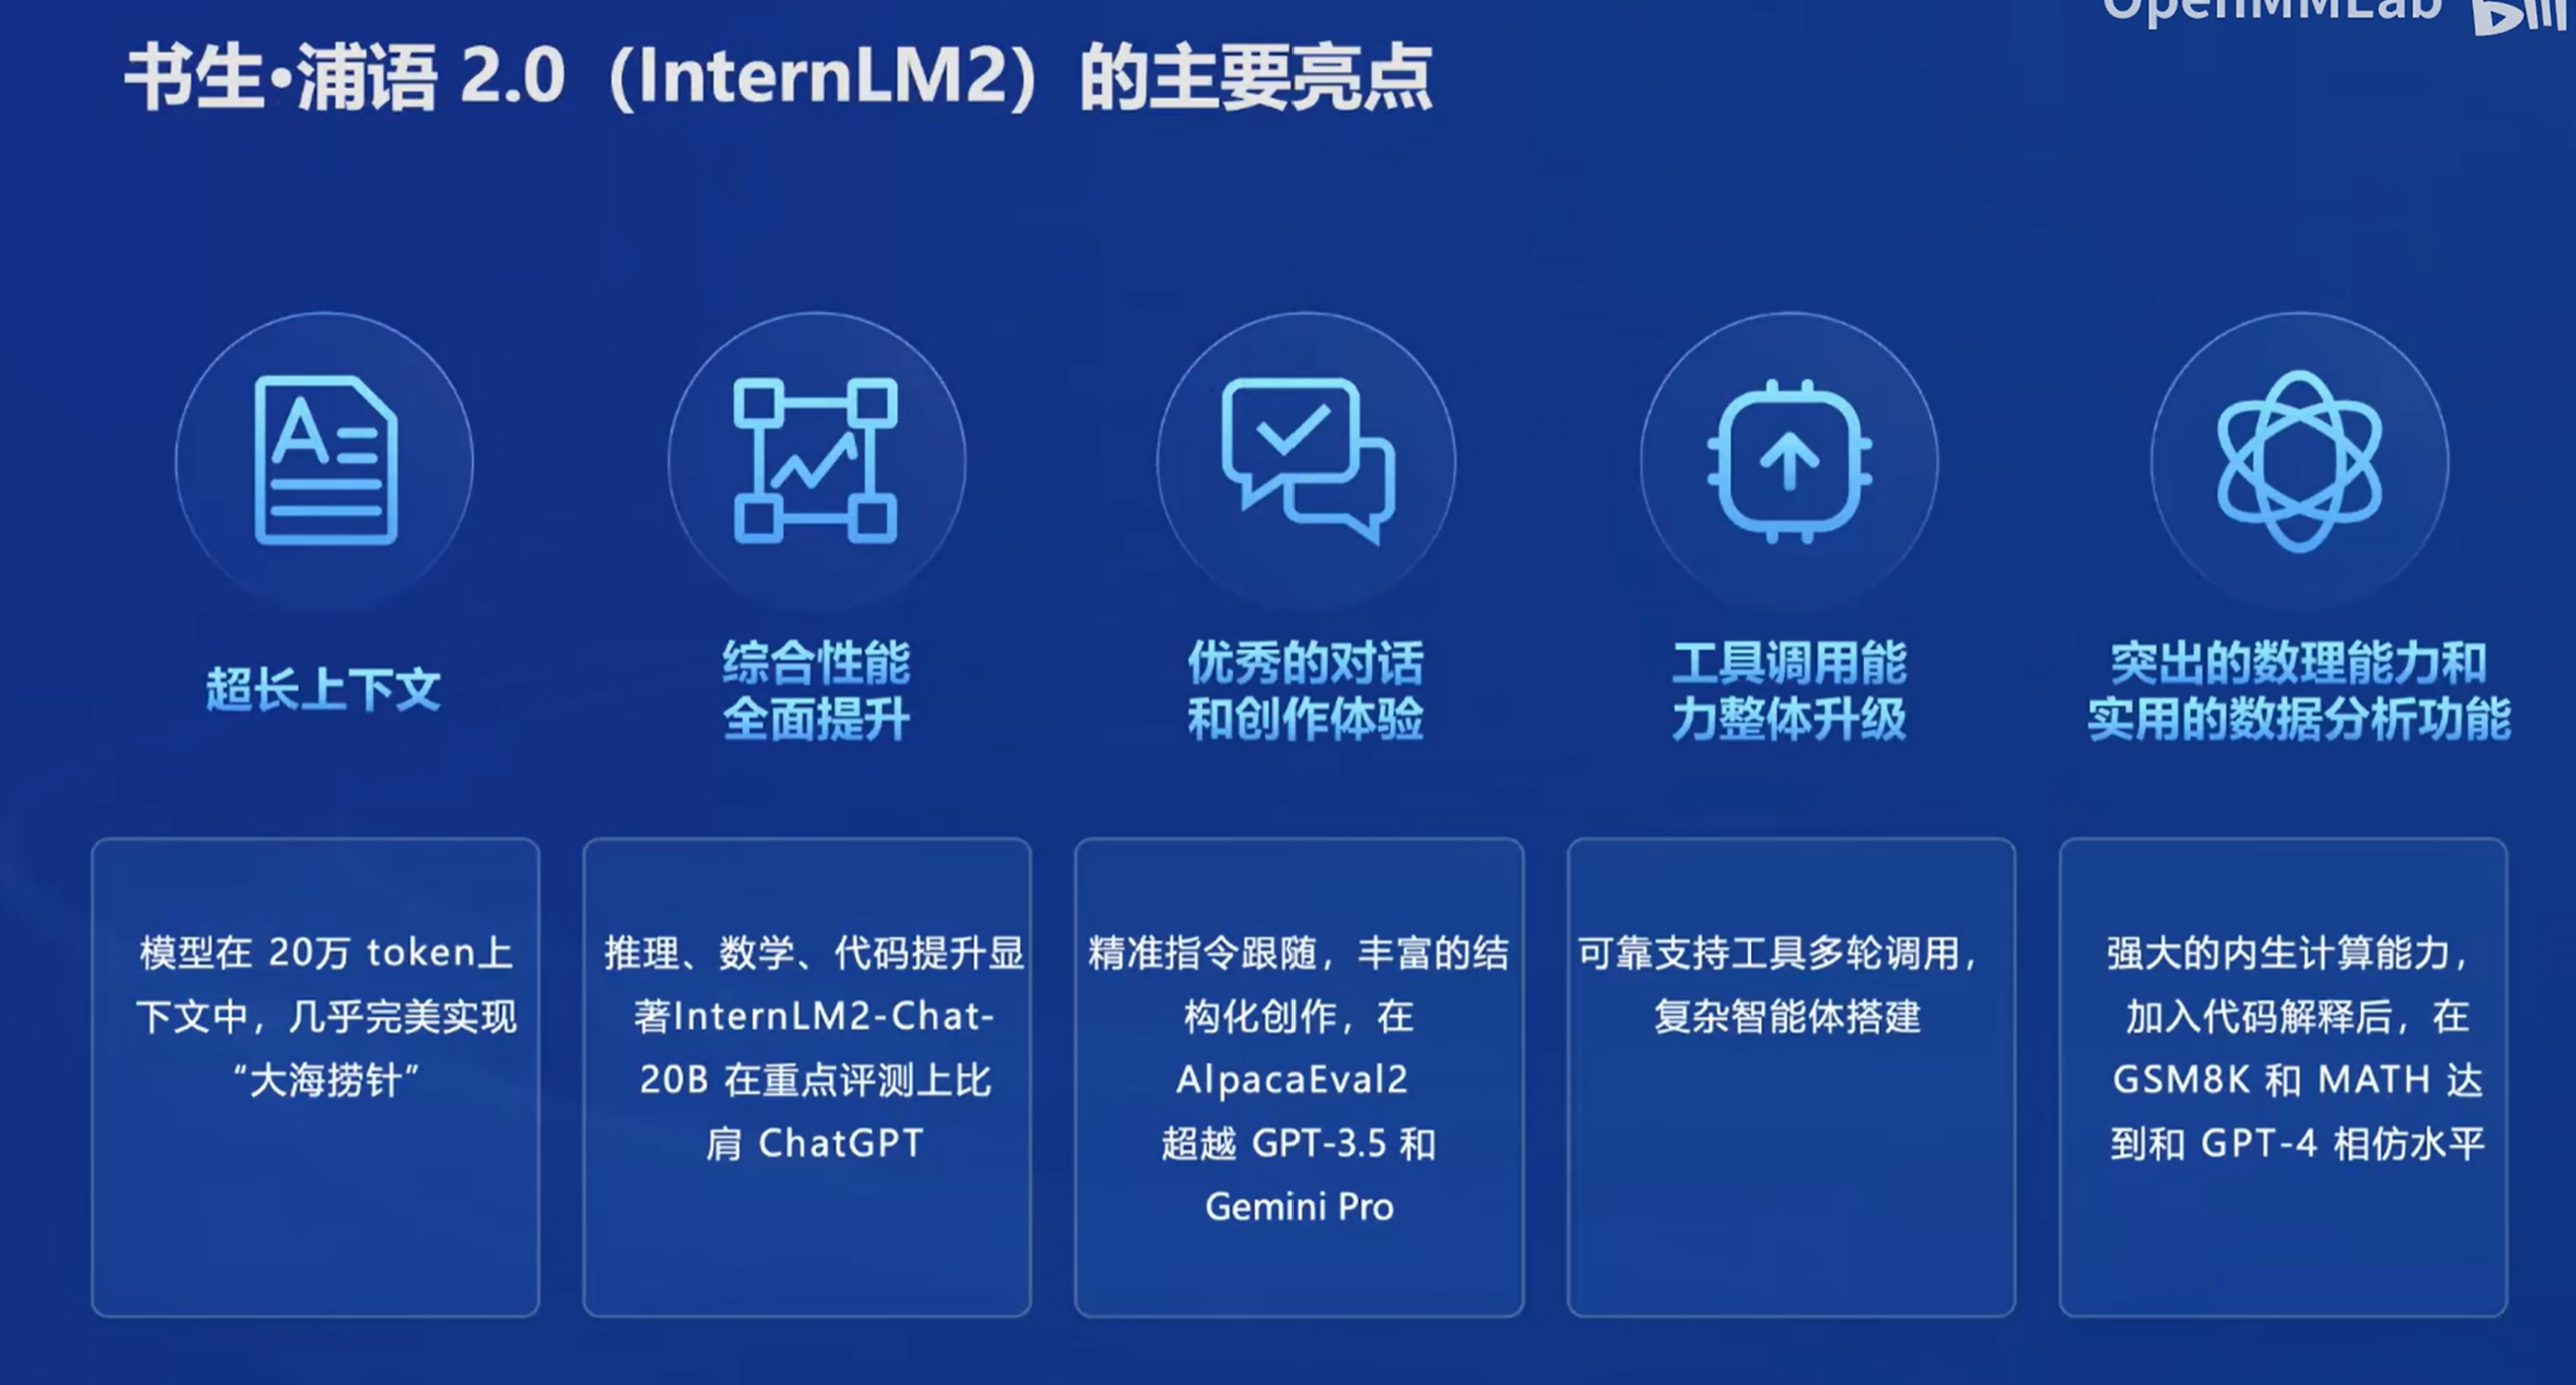 OpenMMLab
书生·浦语 2.0（InternLM2）的主要亮点
超长上下文
模型在 20万 token上
下文中，几乎完美实现
“大海捞针”
综合性能
全面提升
推理、数学、代码提升显
著InternLM2-Chat-
20B 在重点评测上比
肩 ChatGPT
优秀的对话
和创作体验
精准指令跟随，丰富的结
构化创作，在
AlpacaEval2
超越 GPT-3.5 和
Gemini Pro
工具调用能
力整体升级
可靠支持工具多轮调用，
复杂智能体搭建
突出的数理能力和
实用的数据分析功能
强大的内生计算能力，
加入代码解释后，在
GSM8K 和 MATH 达
到和 GPT-4 相仿水平